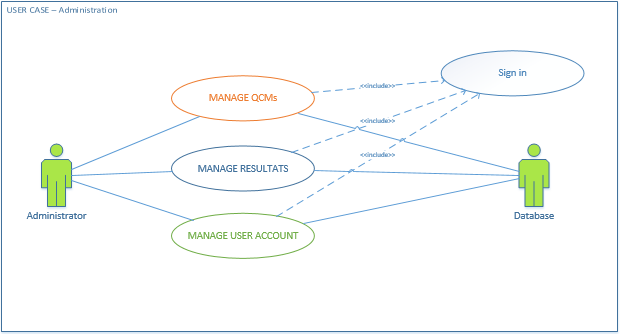 USER CASE – Administration
Sign in
<<include>>
MANAGE QCMs
<<include>>
<<include>>
MANAGE RESULTATS
Administrator
Database
MANAGE USER ACCOUNT